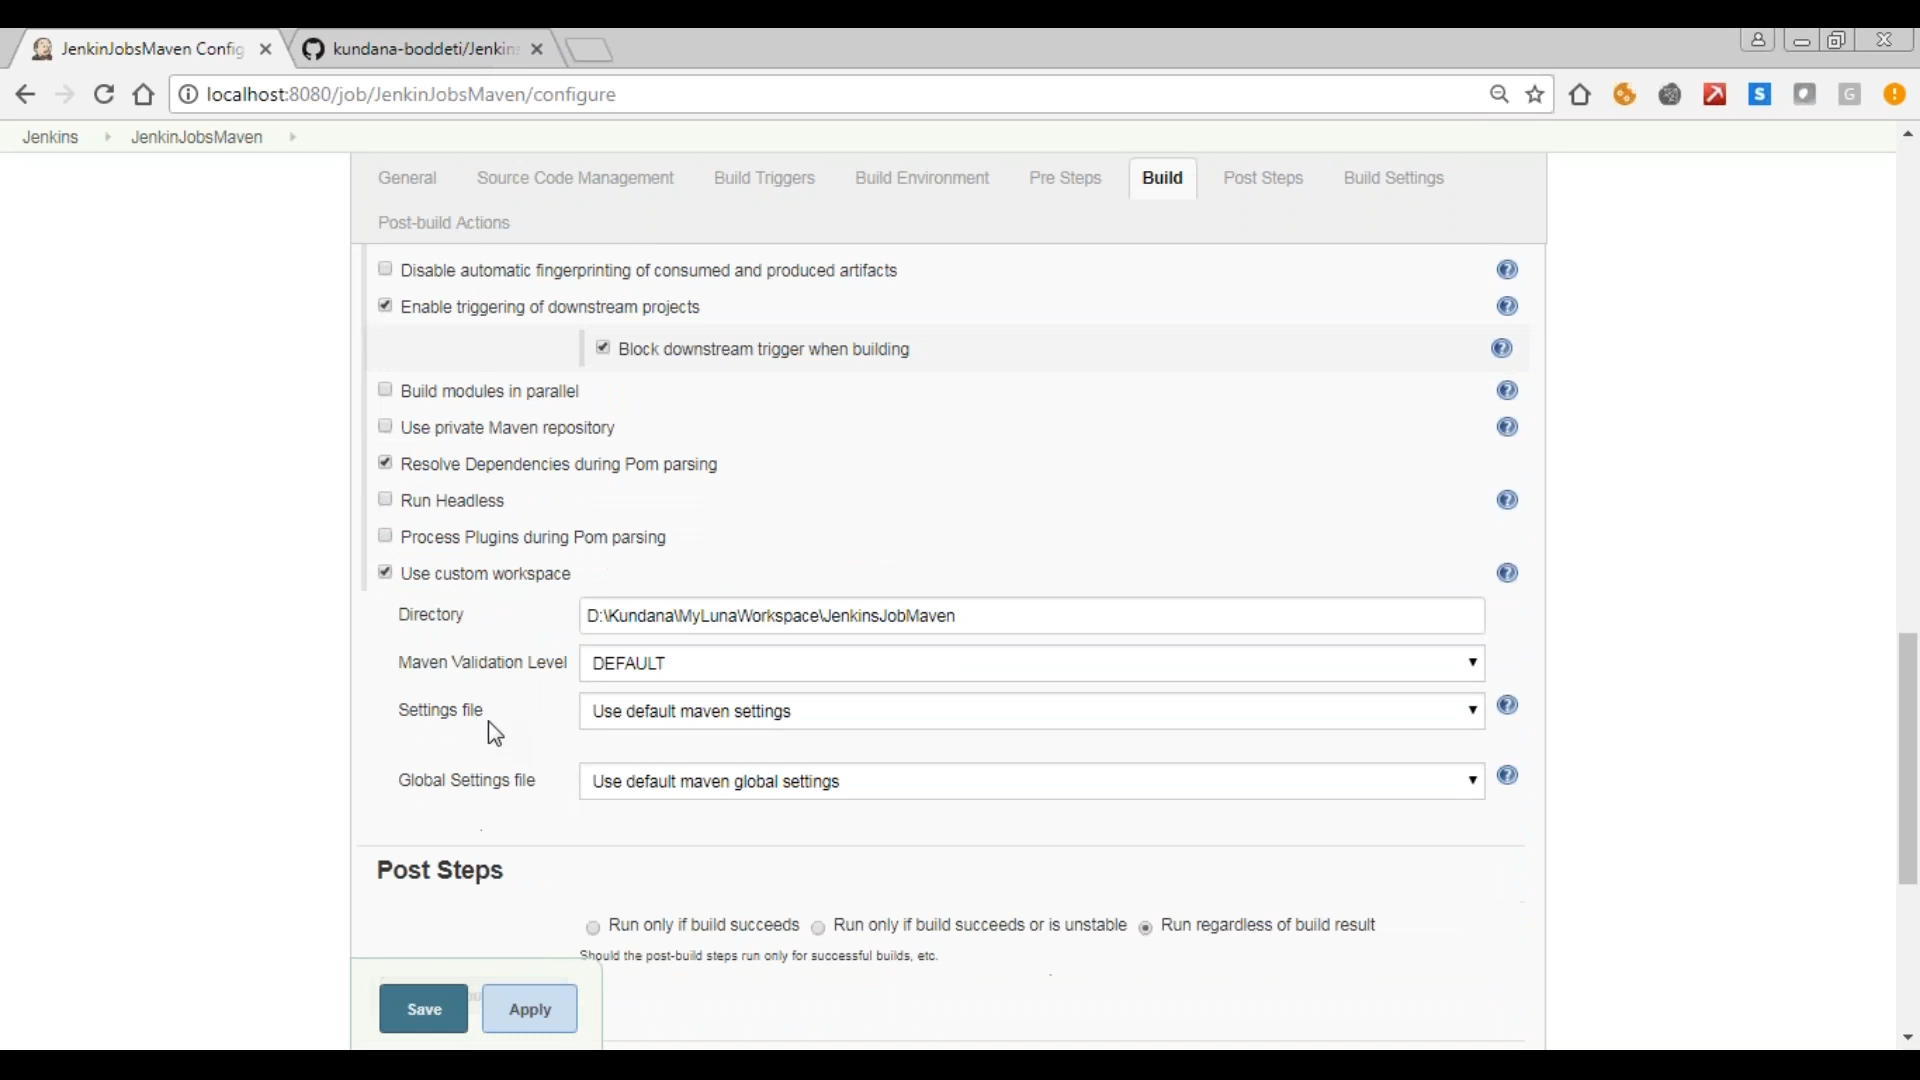 JenkinJobsMaven Config
kundana-boddeti/Jenkin
localhost:8080/job/JenkinJobsMaven/configure
Jenkins JenkinJobsMaven
General Source Code Management Build Triggers Build Environment Pre Steps Build Post Steps Build Settings
Post-build Actions
Disable automatic fingerprinting of consumed and produced artifacts
Enable triggering of downstream projects
Block downstream trigger when building
Build modules in parallel
Use private Maven repository
Resolve Dependencies during Pom parsing
Run Headless
Process Plugins during Pom parsing
Use custom workspace
Directory D:\Kundana\MyLunaWorkspace\JenkinsJobMaven
Maven Validation Level DEFAULT
Settings file Use default maven settings
Global Settings file Use default maven global settings
Post Steps
Run only if build succeeds Run only if build succeeds or is unstable Run regardless of build result
Should the post-build steps run only for successful builds, etc.
Save Apply